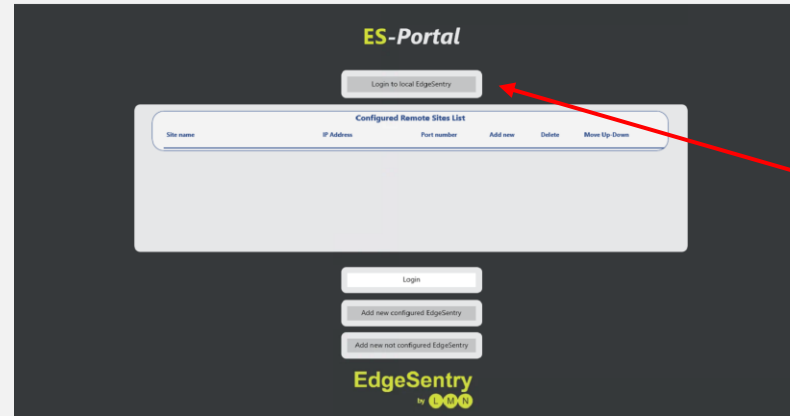 ES-Portal
Login to local EdgeSentry
Configured Remote Sites List
Site name IP Address Port number Add new Delete Move Up-Down
Login
Add new configured EdgeSentry
Add new not configured EdgeSentry
EdgeSentry
by LMN